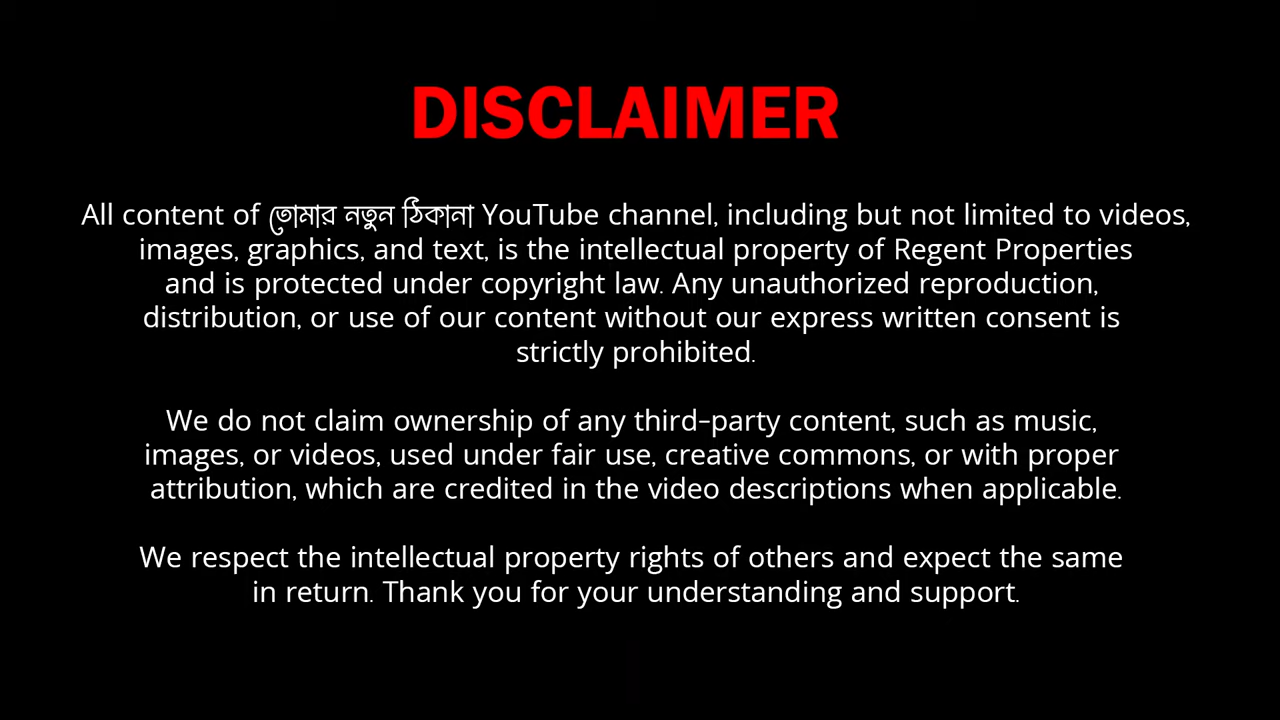 DISCLAIMER
All content of তোমার নতুন ঠিকানা YouTube channel, including but not limited to videos,
images, graphics, and text, is the intellectual property of Regent Properties
and is protected under copyright law. Any unauthorized reproduction,
distribution, or use of our content without our express written consent is
strictly prohibited.
We do not claim ownership of any third-party content, such as music,
images, or videos, used under fair use, creative commons, or with proper
attribution, which are credited in the video descriptions when applicable.
We respect the intellectual property rights of others and expect the same
in return. Thank you for your understanding and support.